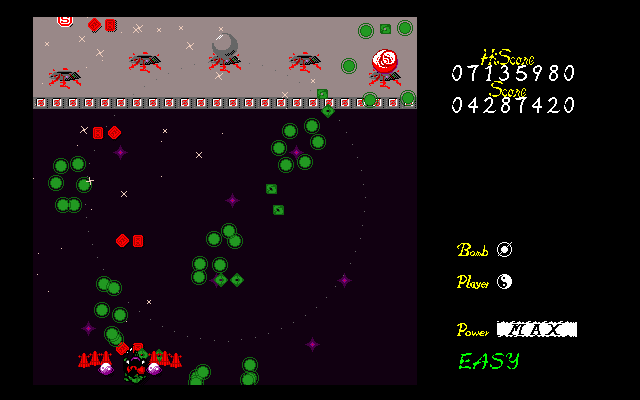 S
HiScore
07135980
Score
04287420
S
Bomb
Player
Power MAX
EASY